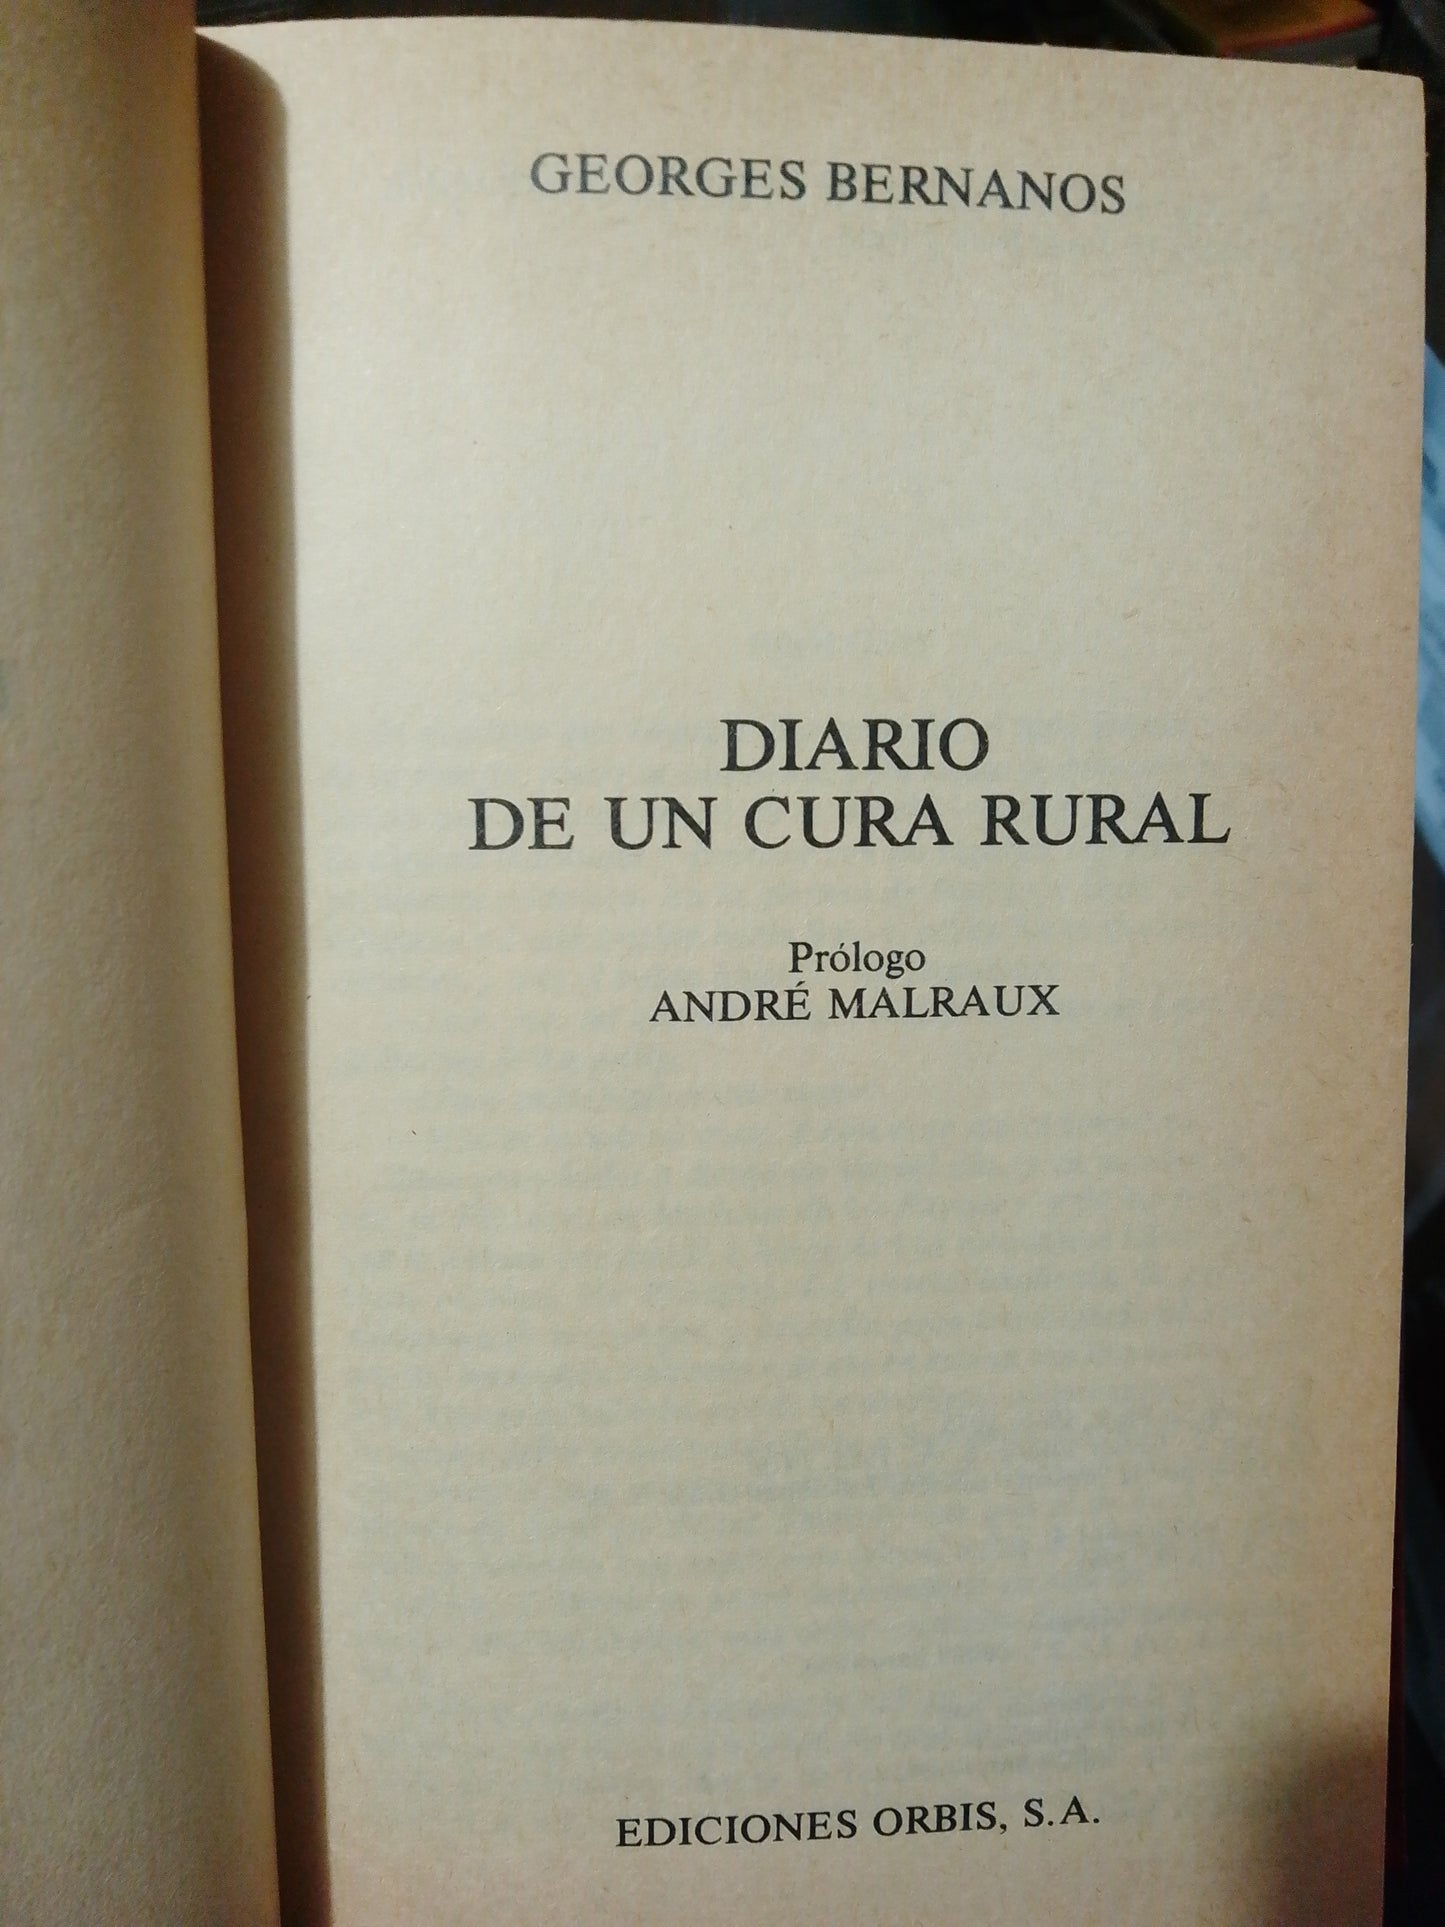 GEORGES BERNANOS
DIARIO
DE UN CURA RURAL
Prólogo
ANDRÉ MALRAUX
EDICIONES ORBIS, S.A.